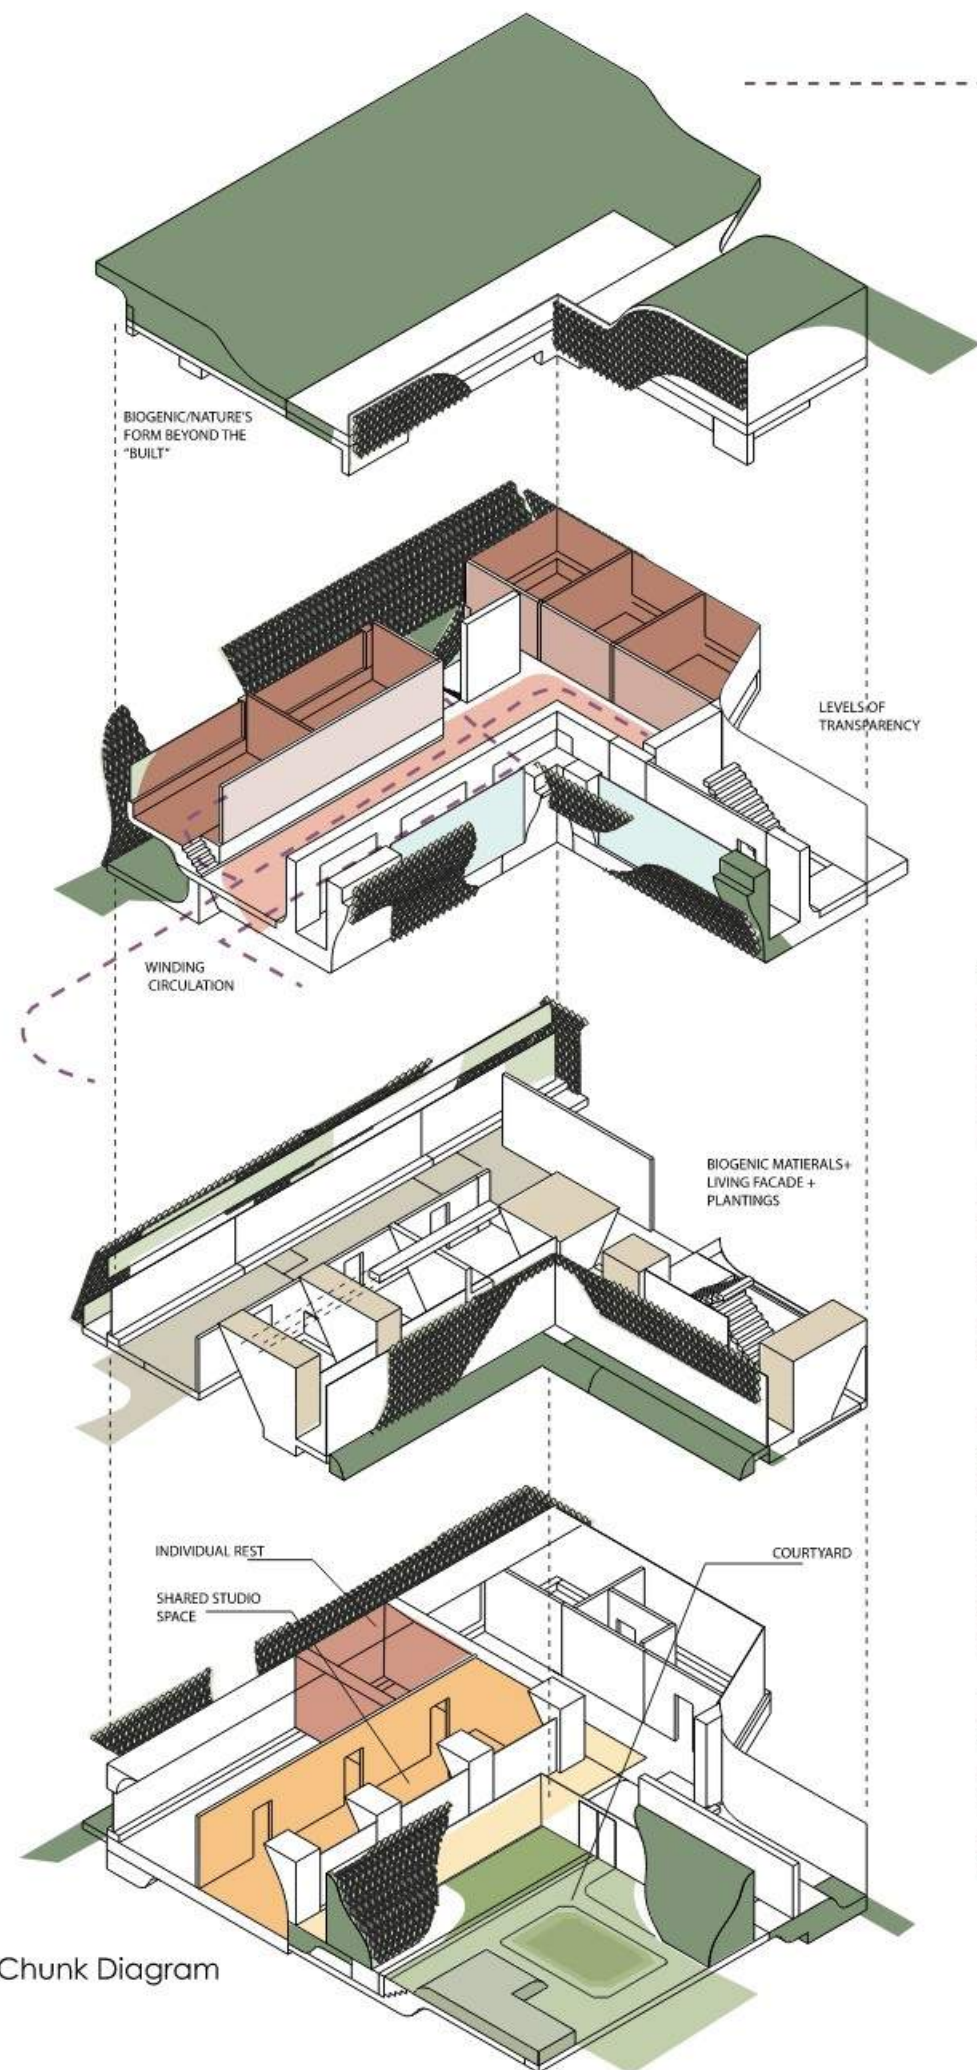 BIOGENIC/NATURE'S
FORM BEYOND THE
"BUILT"
LEVELS OF
TRANSPARENCY
WINDING
CIRCULATION
BIOGENIC MATIERALS+
LIVING FACADE +
PLANTINGS
INDIVIDUAL REST
COURTYARD
SHARED STUDIO
SPACE
Chunk Diagram